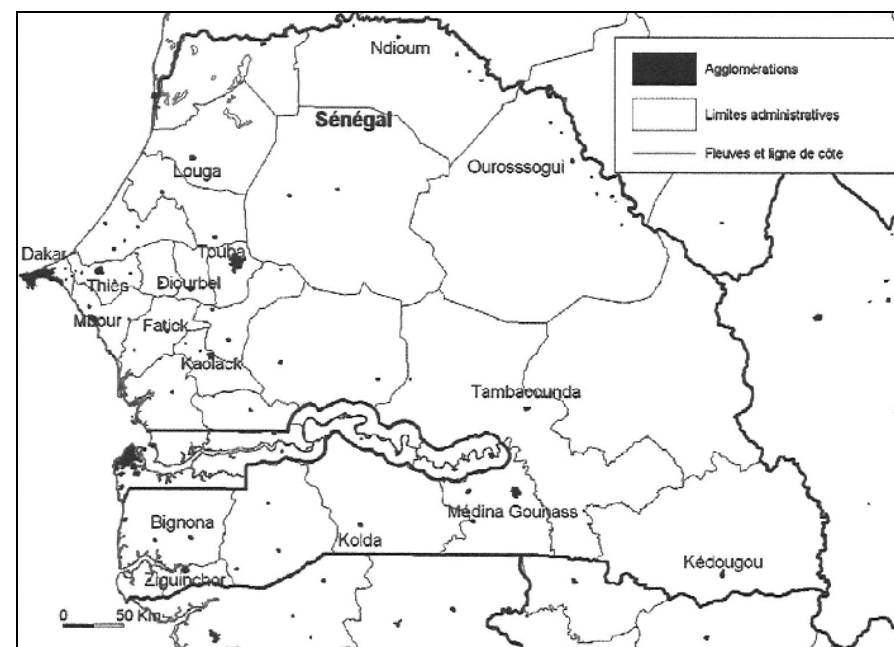 Ndioum
Agglomérations
Limites administratives
Fleuves et ligne de côte
Sénégal
Louga
Ourosssogui
Dakar
Touba
Thiès
Diourbel
Mbour
Fatick
Kaolack
Tambacounda
Médina Gounass
Bignona
Kolda
Kédougou
Ziguinchor
0 50 Km